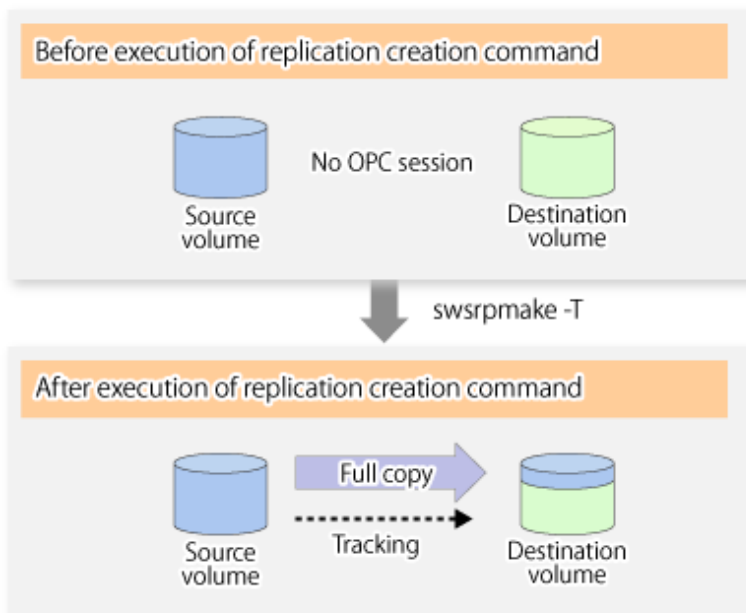 Before execution of replication creation command
No OPC session
Source
volume
Destination
volume
swsrpmake -T
After execution of replication creation command
Full copy
Tracking
Source
volume
Destination
volume